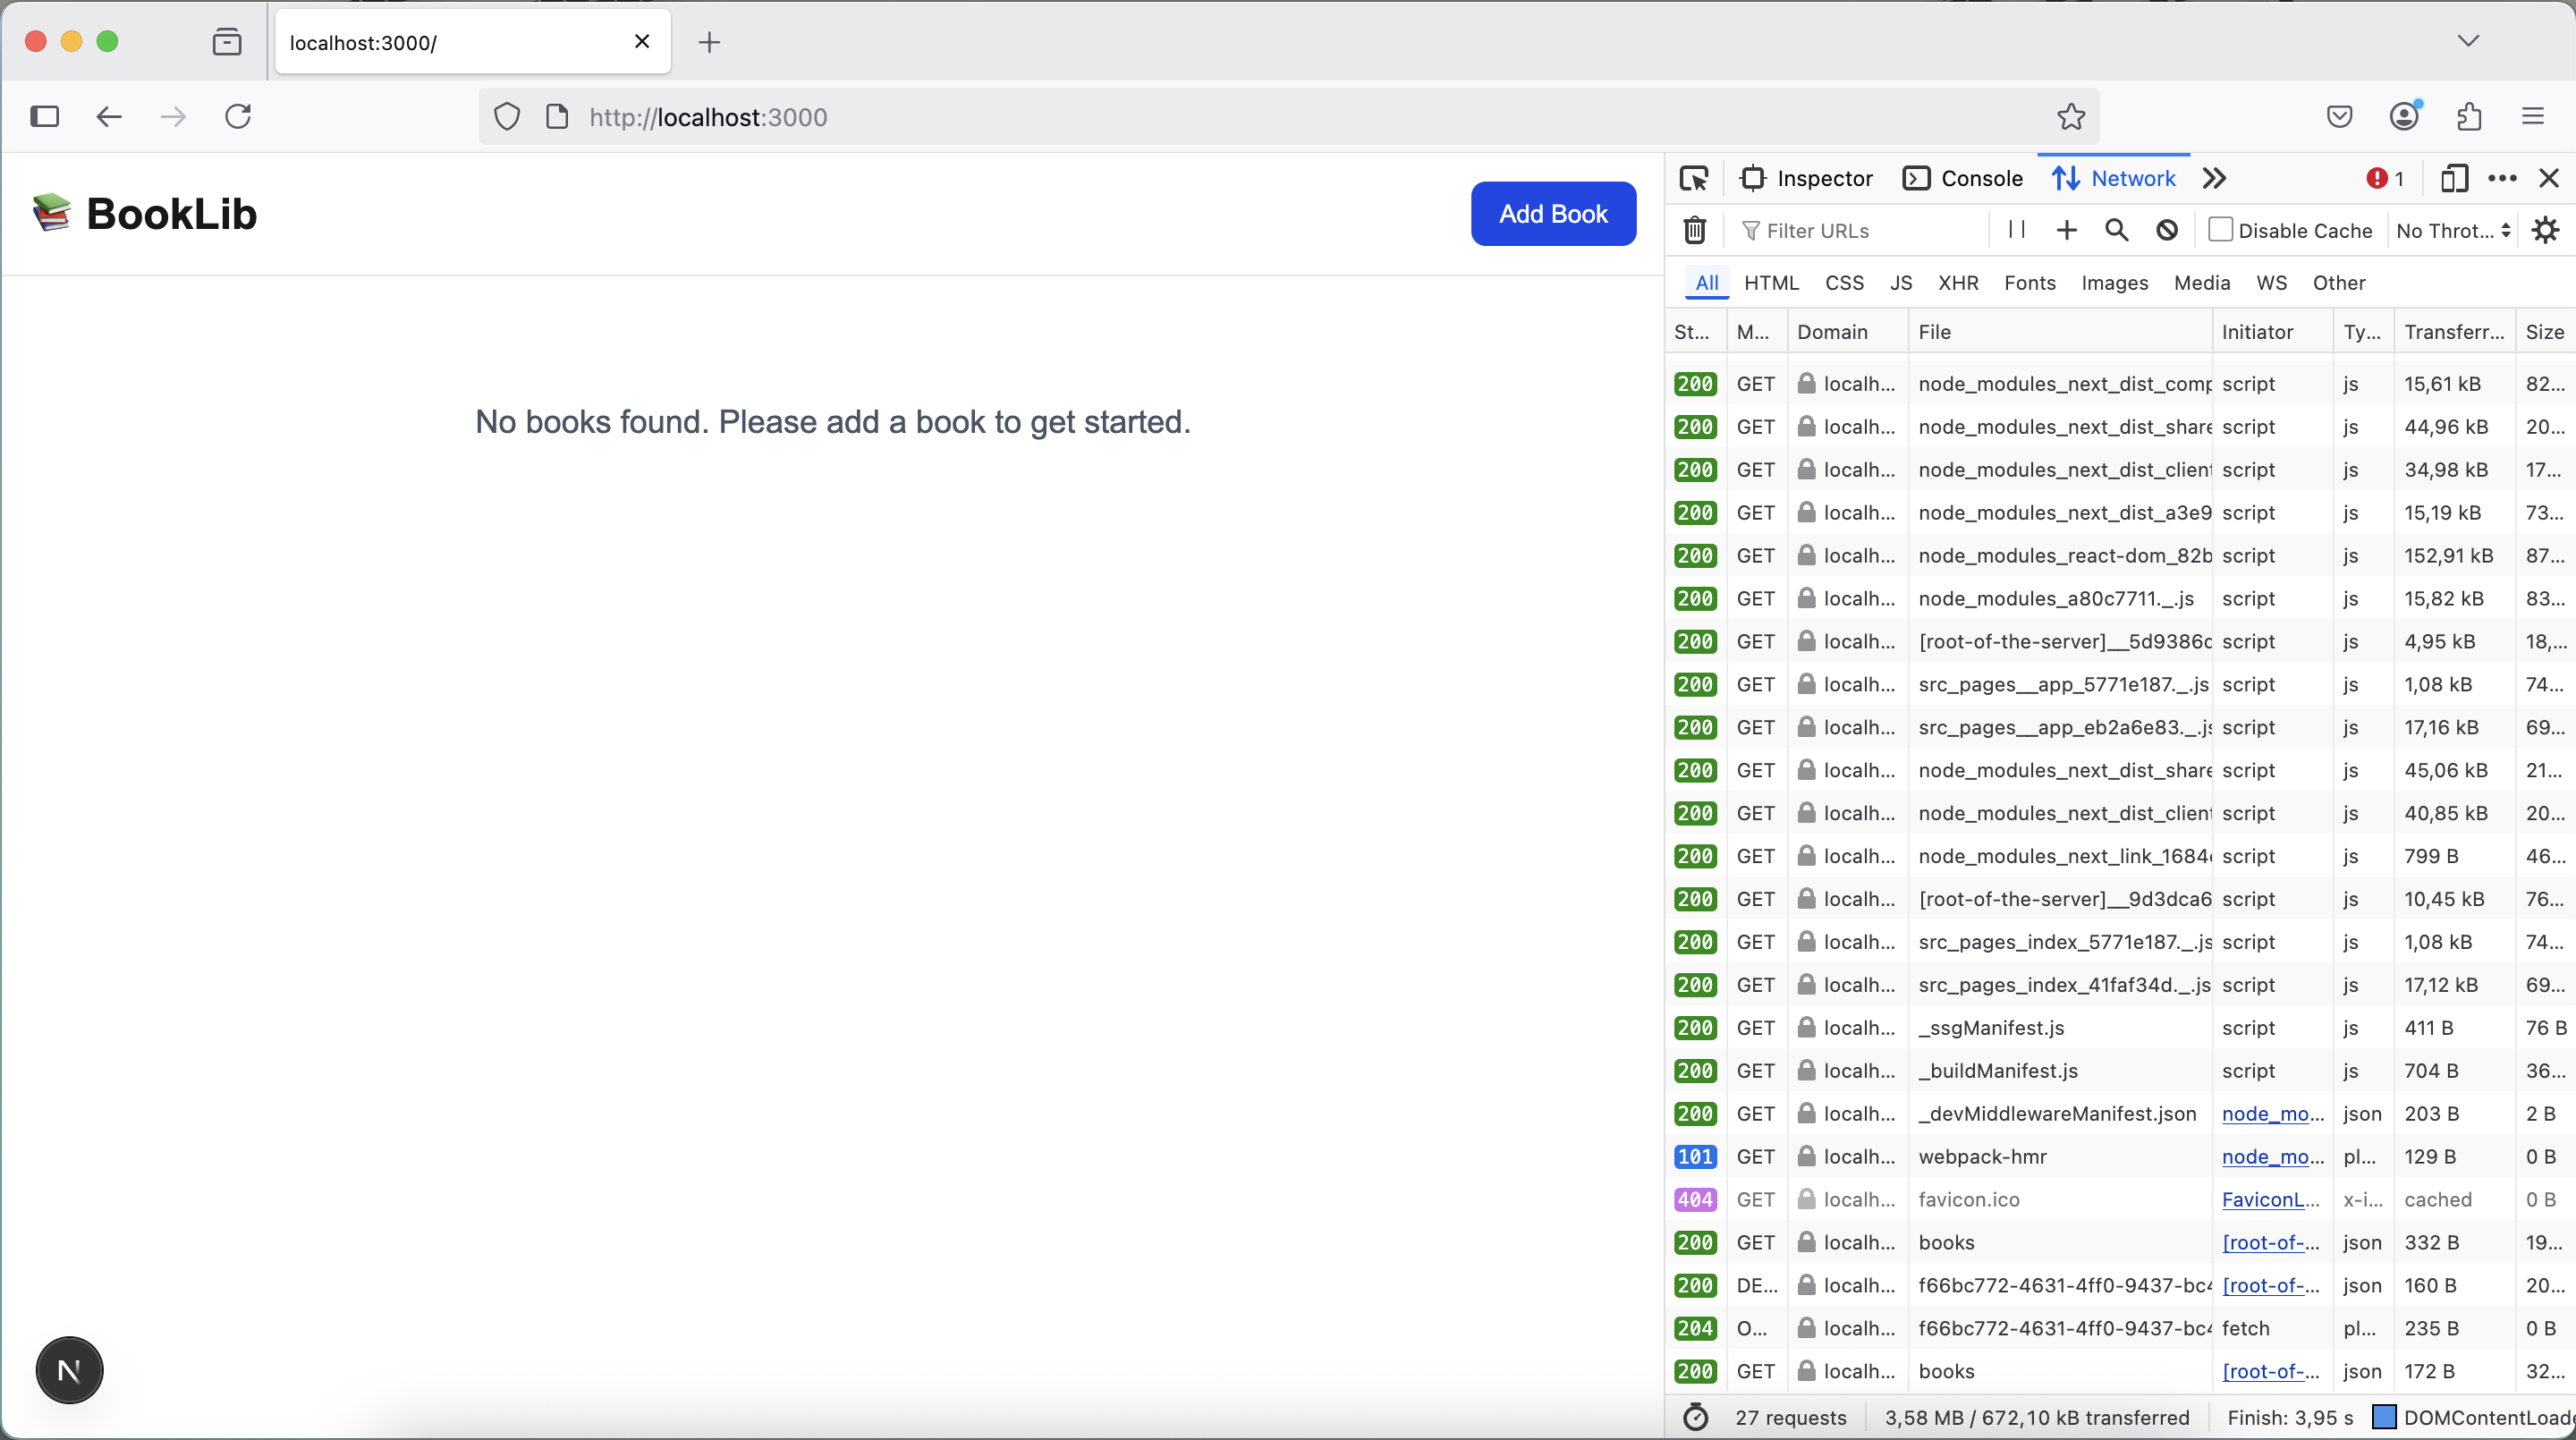 localhost:3000/
http://localhost:3000
BookLib
Add Book
No books found. Please add a book to get started.
N
Inspector
Console
Network
1
Filter URLs
Disable Cache
No Throt...
All HTML CSS JS XHR Fonts Images Media WS Other
St... M... Domain File Initiator Ty... Transferr... Size
200 GET localh... node_modules_next_dist_comp script js 15,61 kB 82...
200 GET localh... node_modules_next_dist_share script js 44,96 kB 20...
200 GET localh... node_modules_next_dist_client script js 34,98 kB 17...
200 GET localh... node_modules_next_dist_a3e9 script js 15,19 kB 73...
200 GET localh... node_modules_react-dom_82b script js 152,91 kB 87...
200 GET localh... node_modules_a80c7711._.js script js 15,82 kB 83...
200 GET localh... [root-of-the-server]__5d9386c script js 4,95 kB 18,...
200 GET localh... src_pages__app_5771e187._.js script js 1,08 kB 74...
200 GET localh... src_pages__app_eb2a6e83._.js script js 17,16 kB 69...
200 GET localh... node_modules_next_dist_share script js 45,06 kB 21...
200 GET localh... node_modules_next_dist_client script js 40,85 kB 20...
200 GET localh... node_modules_next_link_1684 script js 799 B 46...
200 GET localh... [root-of-the-server]__9d3dca6 script js 10,45 kB 76...
200 GET localh... src_pages_index_5771e187._.js script js 1,08 kB 74...
200 GET localh... src_pages_index_41faf34d._.js script js 17,12 kB 69...
200 GET localh... _ssgManifest.js script js 411 B 76 B
200 GET localh... _buildManifest.js script js 704 B 36...
200 GET localh... _devMiddlewareManifest.json node_mo... json 203 B 2 B
101 GET localh... webpack-hmr node_mo... pl... 129 B 0 B
404 GET localh... favicon.ico FaviconL... x-i... cached 0 B
200 GET localh... books [root-of-... json 332 B 19...
200 DE... localh... f66bc772-4631-4ff0-9437-bc4 [root-of-... json 160 B 20...
204 O... localh... f66bc772-4631-4ff0-9437-bc4 fetch pl... 235 B 0 B
200 GET localh... books [root-of-... json 172 B 32...
27 requests 3,58 MB / 672,10 kB transferred Finish: 3,95 s DOMContentLoade